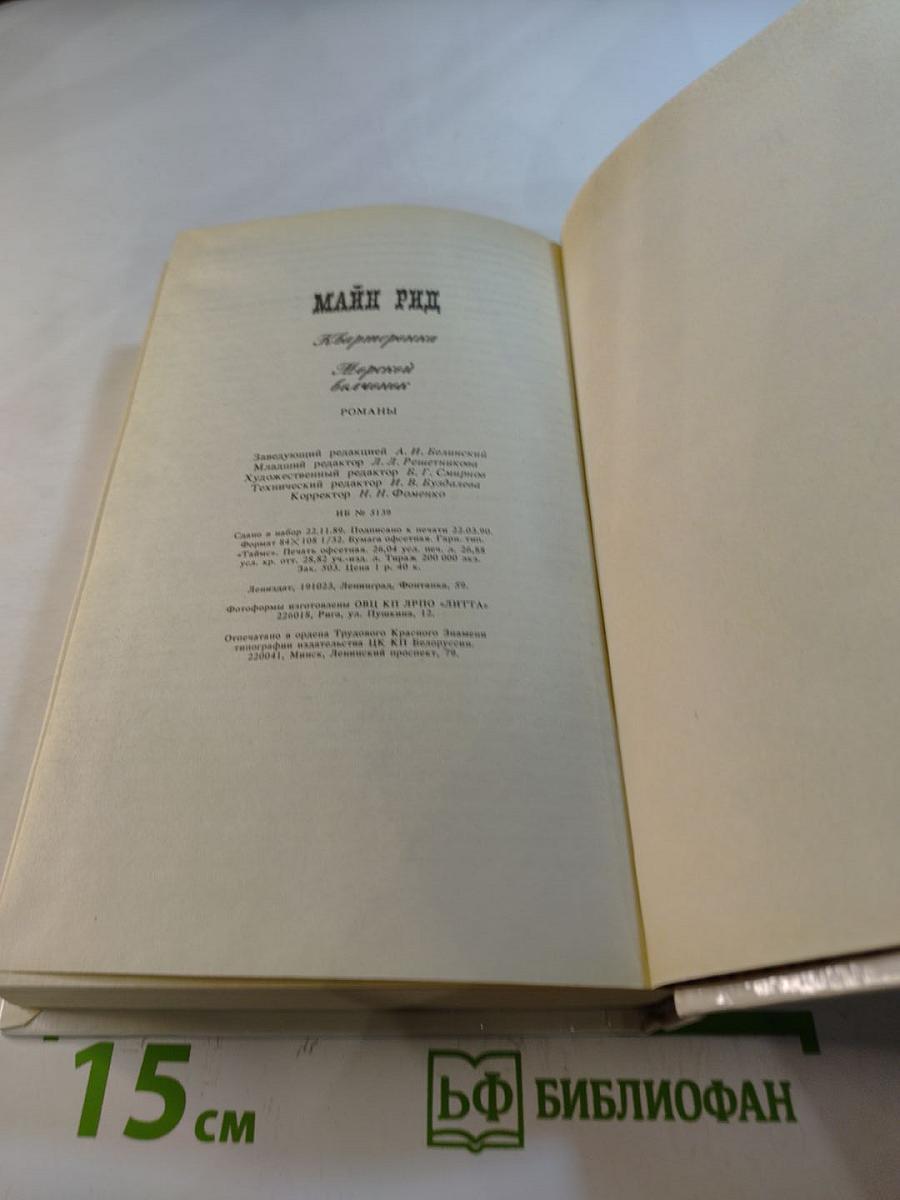 МАЙН РИД
Квартеронка
Морской
волчонок
РОМАНЫ
Заведующий редакцией А. И. Белинский
Младший редактор Л. Л. Решетникова
Художественный редактор Б. Г. Смирнов
Технический редактор И. В. Буздалева
Корректор Н. Н. Фоменко
ИБ № 5139
Сдано в набор 22.11.89. Подписано к печати 22.03.90.
Формат 84×108 1/32. Бумага офсетная. Гарн. тип.
«Таймс». Печать офсетная. 26,04 усл. печ. л. 26,88
усл. кр. отт. 28,82 уч.-изд. л. Тираж 200 000 экз.
Зак. 503. Цена 1 р. 40 к.
Лениздат, 191023, Ленинград, Фонтанка, 59.
Фотоформы изготовлены ОВЦ КП ЛРПО «ЛИТТА»
226018, Рига, ул. Пушкина, 12.
Отпечатано в ордена Трудового Красного Знамени
типографии издательства ЦК КП Белоруссии.
220041, Минск, Ленинский проспект, 79.
15 см
ЬФ БИБЛИОФАН